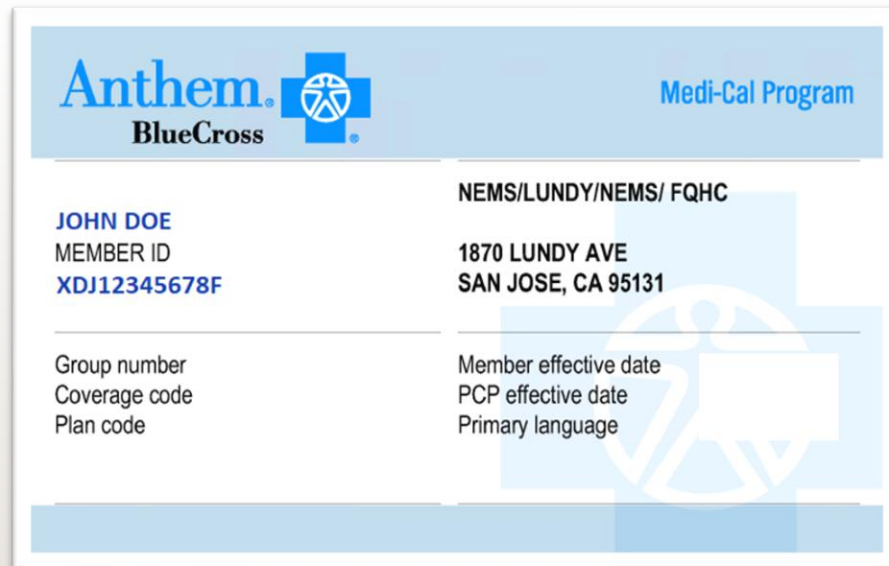 Anthem®
BlueCross ®
Medi-Cal Program
JOHN DOE
MEMBER ID
XDJ12345678F
NEMS/LUNDY/NEMS/ FQHC
1870 LUNDY AVE
SAN JOSE, CA 95131
Group number
Coverage code
Plan code
Member effective date
PCP effective date
Primary language